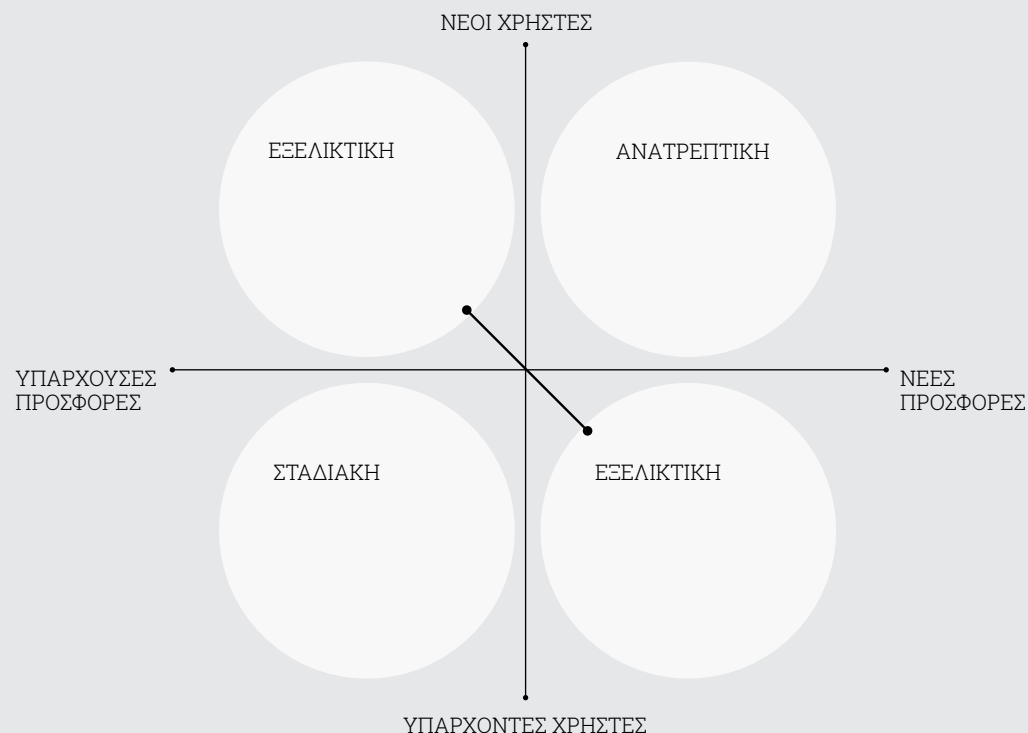 ΝΕΟΙ ΧΡΗΣΤΕΣ
ΕΞΕΛΙΚΤΙΚΗ
ΑΝΑΤΡΕΠΤΙΚΗ
ΥΠΑΡΧΟΥΣΕΣ
ΠΡΟΣΦΟΡΕΣ
ΝΕΕΣ
ΠΡΟΣΦΟΡΕΣ
ΣΤΑΔΙΑΚΗ
ΕΞΕΛΙΚΤΙΚΗ
ΥΠΑΡΧΟΝΤΕΣ ΧΡΗΣΤΕΣ